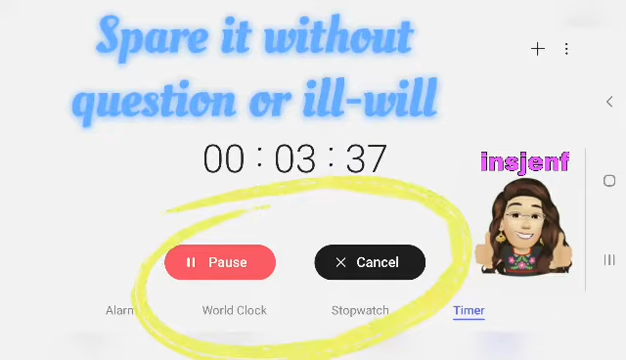 Spare it without
question or ill-will
00 : 03 : 37
insjenf
Pause
Cancel
Alarm
World Clock
Stopwatch
Timer